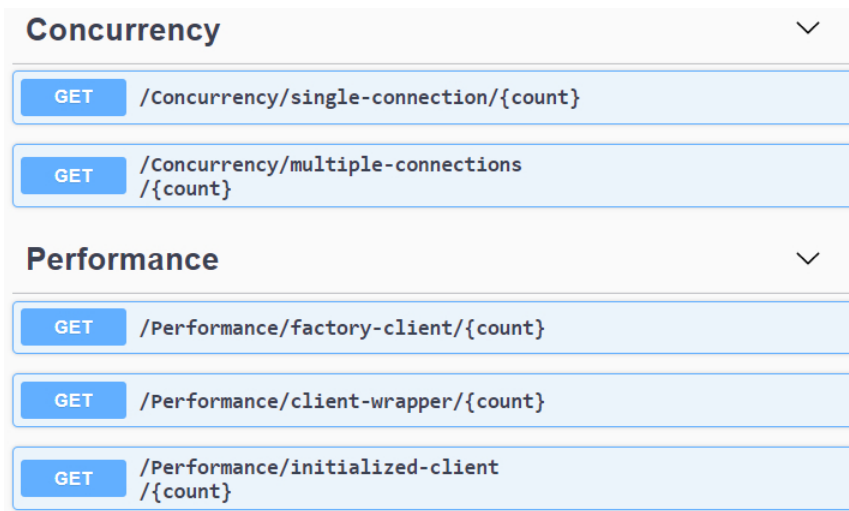 Concurrency
GET /Concurrency/single-connection/{count}
GET /Concurrency/multiple-connections
/{count}
Performance
GET /Performance/factory-client/{count}
GET /Performance/client-wrapper/{count}
GET /Performance/initialized-client
/{count}